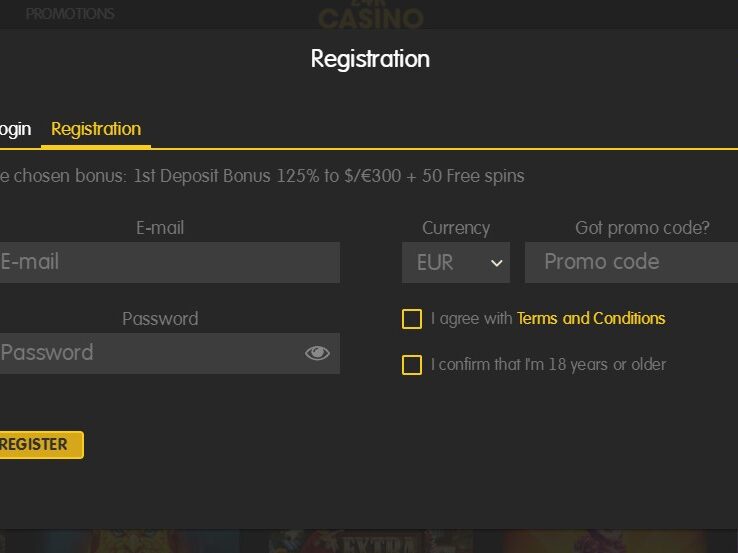 PROMOTIONS
24K
CASINO
Registration
ogin
Registration
e chosen bonus: 1st Deposit Bonus 125% to $/€300 + 50 Free spins
E-mail
Currency
Got promo code?
E-mail
EUR
Promo code
Password
I agree with Terms and Conditions
Password
I confirm that I'm 18 years or older
REGISTER
EXTRA